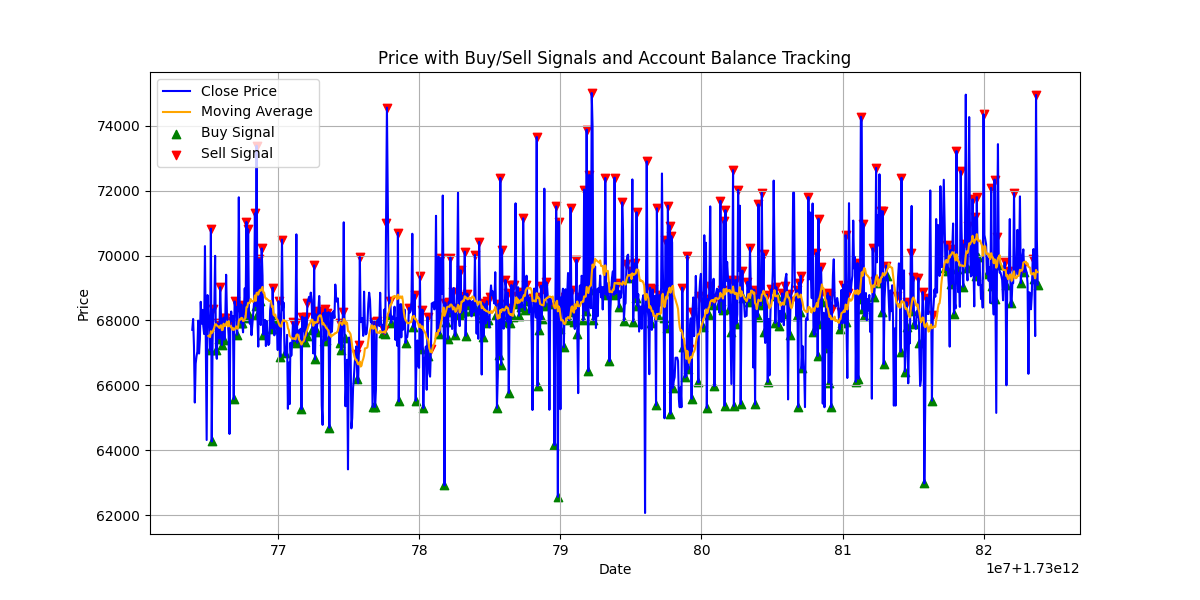 Price with Buy/Sell Signals and Account Balance Tracking
Close Price
Moving Average
Buy Signal
Sell Signal
74000
72000
70000
68000
66000
64000
62000
Price
77
78
79
80
81
82
1e7+1.73e12
Date